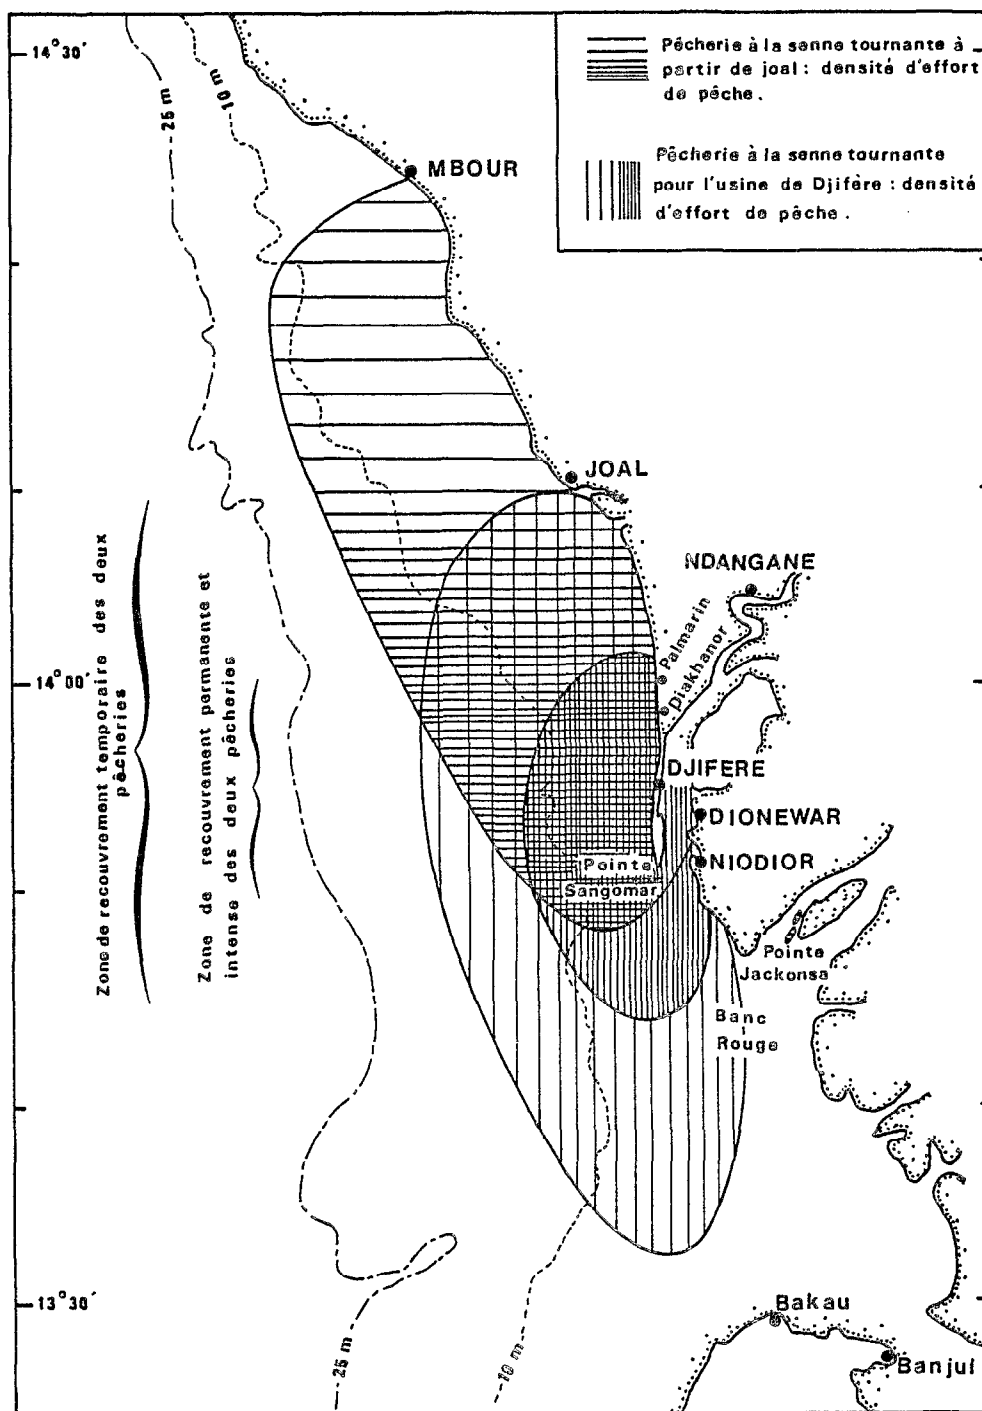 14°30'
25 m
10 m
Pêcherie à la senne tournante à
partir de joal : densité d'effort
de pêche.
Pêcherie à la senne tournante
pour l'usine de Djifère : densité
d'effort de pêche.
MBOUR
JOAL
NDANGANE
Palmarin
Diakhanor
14°00'
Zone de recouvrement temporaire des deux
pêcheries
Zone de recouvrement permanente et
intense des deux pêcheries
DJIFERE
DIONEWAR
NIODIOR
Pointe
Sangomar
Pointe
Jackonsa
Banc
Rouge
13°30'
Bakau
Banjul
25 m
10 m